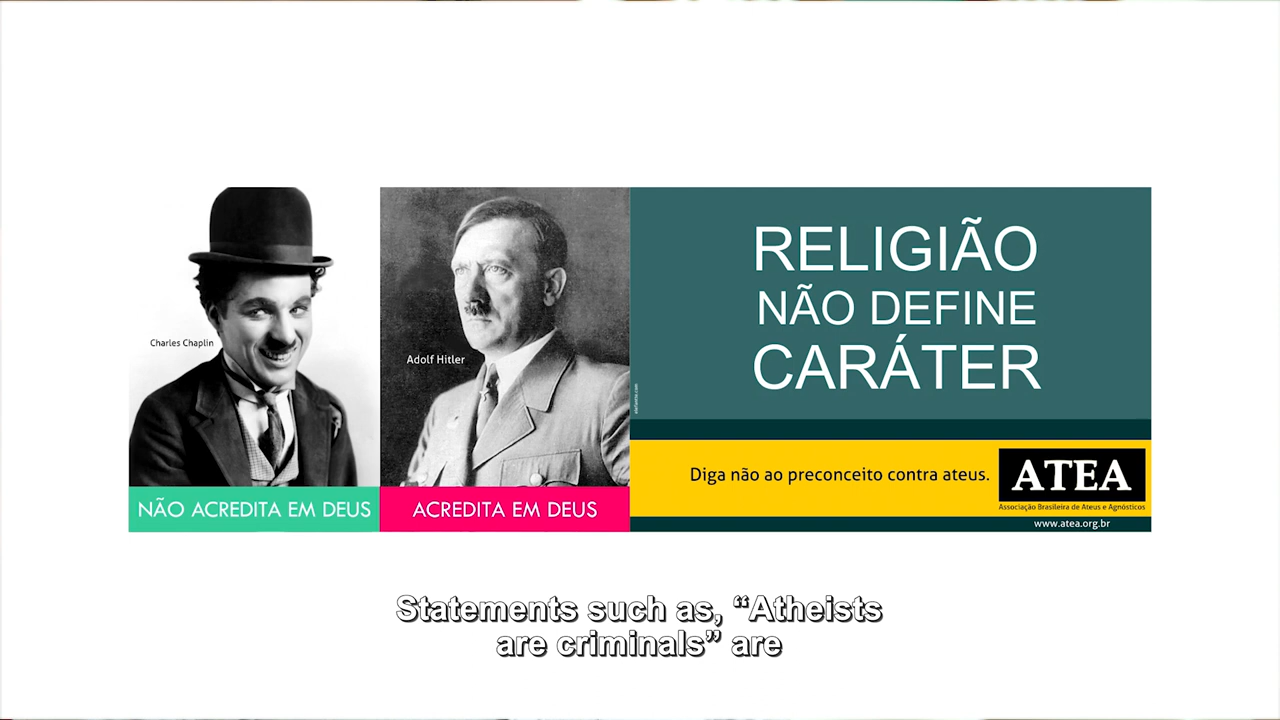 Charles Chaplin
NÃO ACREDITA EM DEUS
Adolf Hitler
ACREDITA EM DEUS
RELIGIÃO
NÃO DEFINE
CARÁTER
Diga não ao preconceito contra ateus.
ATEA
Associação Brasileira de Ateus e Agnósticos
www.atea.org.br
Statements such as, “Atheists
are criminals” are